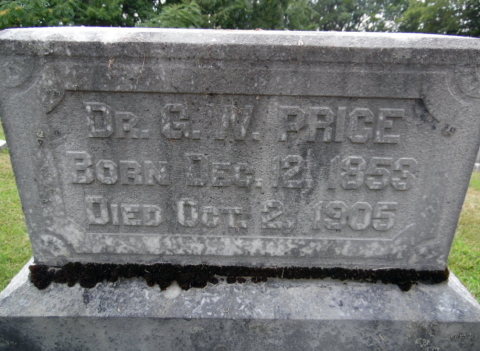 DR. G. W. PRICE
BORN DEC. 12, 1853
DIED OCT. 2, 1905